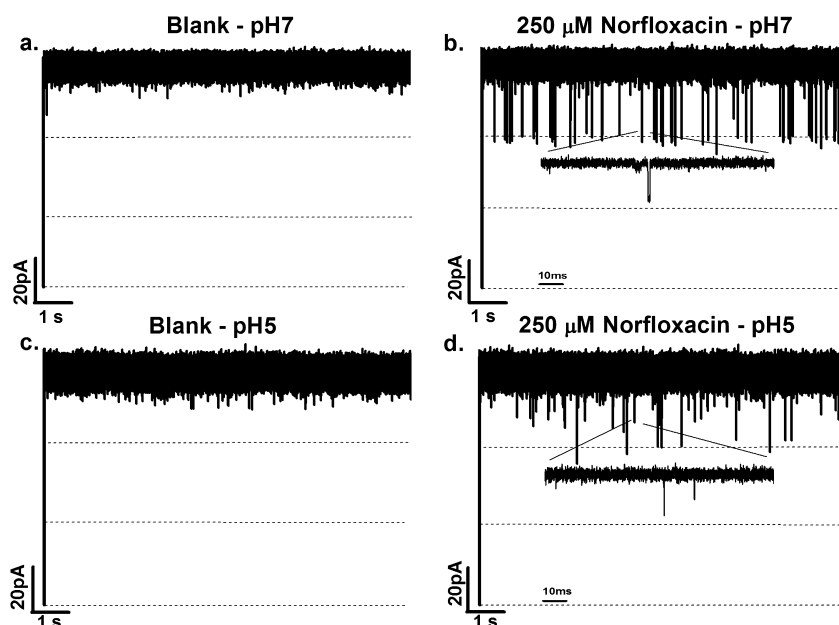 a.
Blank - pH7
20pA
1 s
b.
250 μM Norfloxacin - pH7
10ms
20pA
1 s
c.
Blank - pH5
20pA
1 s
d.
250 μM Norfloxacin - pH5
10ms
20pA
1 s